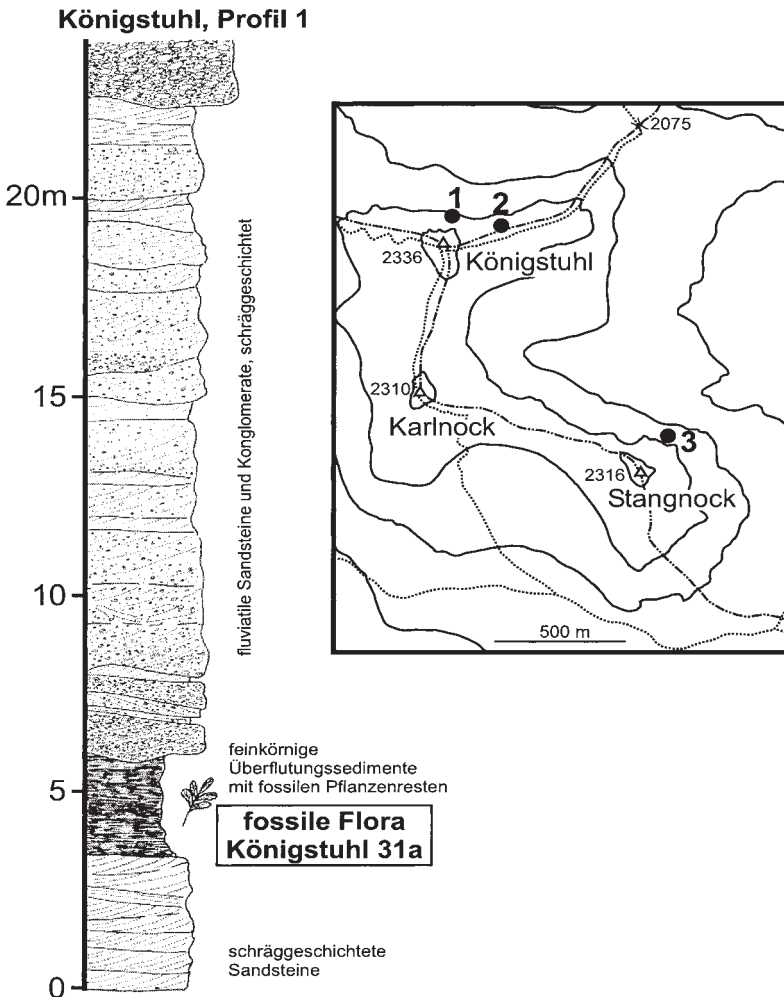 Königstuhl, Profil 1
20m
15
10
5
0
fluviatile Sandsteine und Konglomerate, schräggeschichtet
feinkörnige
Überflutungssedimente
mit fossilen Pflanzenresten
fossile Flora
Königstuhl 31a
schräggeschichtete
Sandsteine
2075
1
2
2336
Königstuhl
2310
Karlnock
3
2316
Stangnock
500 m